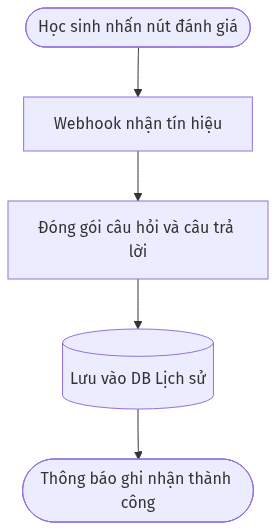 Học sinh nhấn nút đánh giá
Webhook nhận tín hiệu
Đóng gói câu hỏi và câu trả
lời
Lưu vào DB Lịch sử
Thông báo ghi nhận thành
công